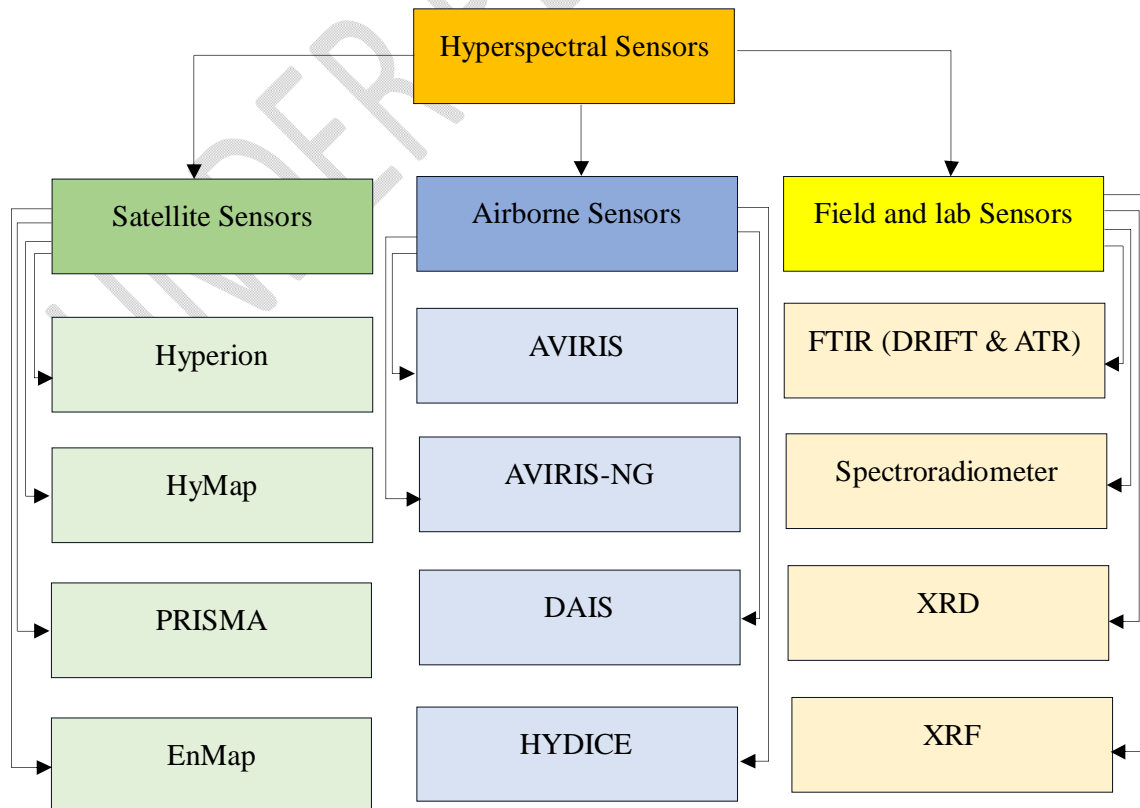 Hyperspectral Sensors
Satellite Sensors
Airborne Sensors
Field and lab Sensors
Hyperion
AVIRIS
FTIR (DRIFT & ATR)
HyMap
AVIRIS-NG
Spectroradiometer
PRISMA
DAIS
XRD
EnMap
HYDICE
XRF
UNDER